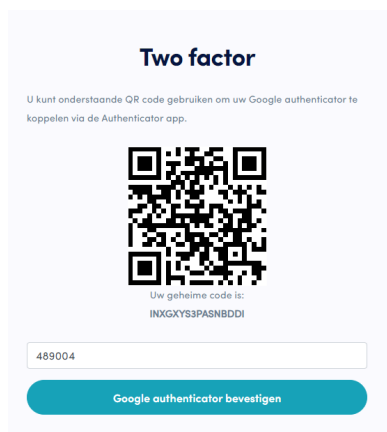 Two factor
U kunt onderstaande QR code gebruiken om uw Google authenticator te
koppelen via de Authenticator app.
Uw geheime code is:
INXGXYS3PASNBDDI
489004
Google authenticator bevestigen